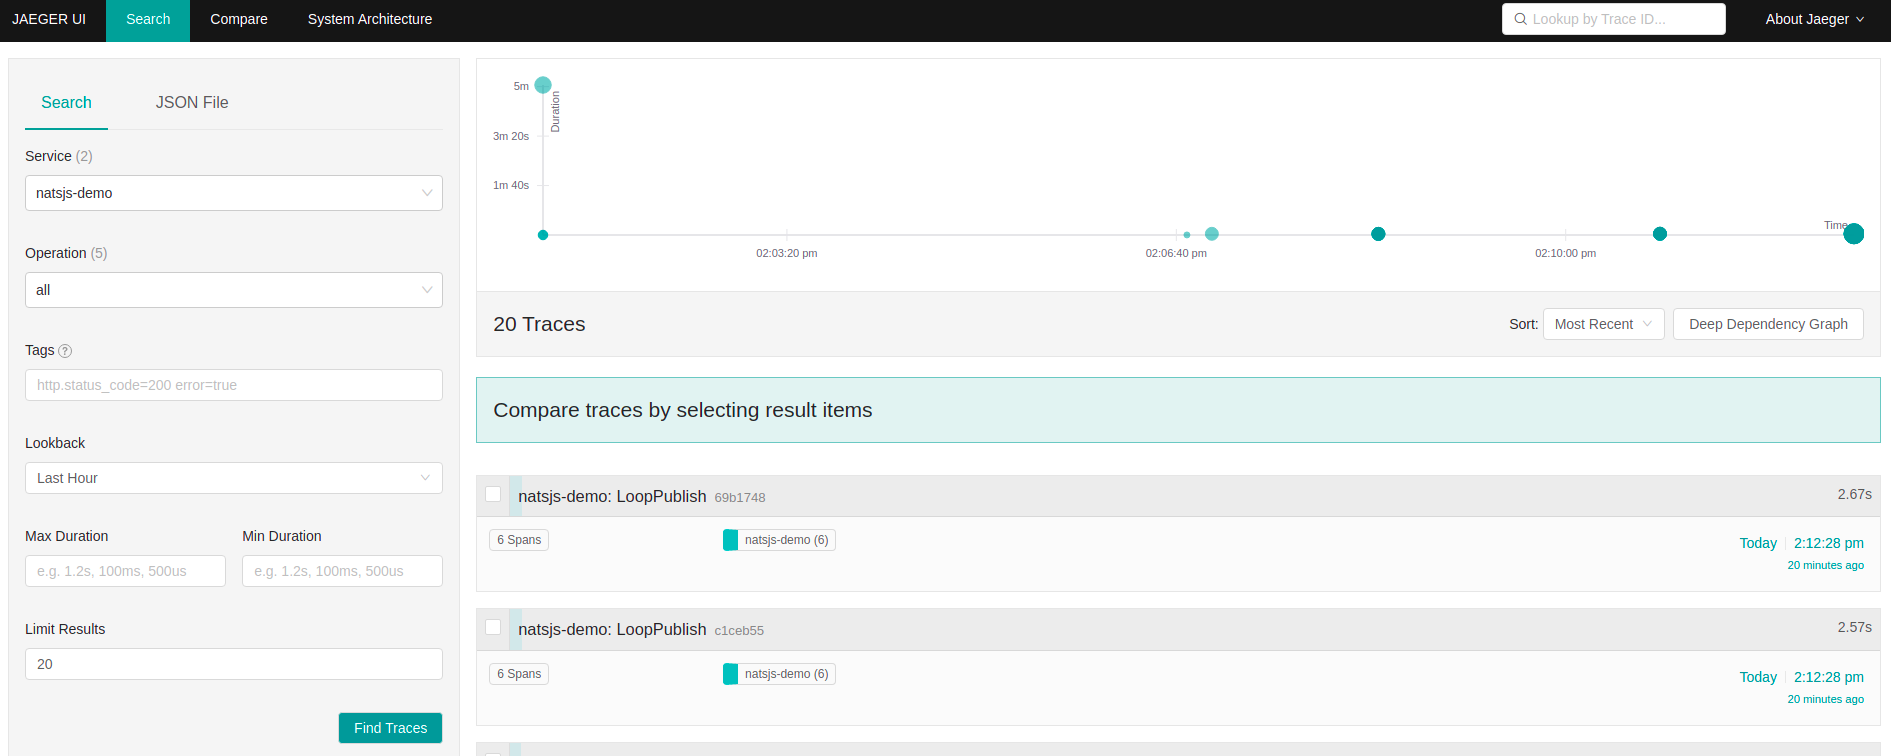 JAEGER UI Search Compare System Architecture Lookup by Trace ID... About Jaeger
Search JSON File
Service (2)
natsjs-demo
Operation (5)
all
Tags ?
http.status_code=200 error=true
Lookback
Last Hour
Max Duration Min Duration
e.g. 1.2s, 100ms, 500us e.g. 1.2s, 100ms, 500us
Limit Results
20
Find Traces
5m
3m 20s
1m 40s
Duration
Time
02:03:20 pm 02:06:40 pm 02:10:00 pm
20 Traces Sort: Most Recent Deep Dependency Graph
Compare traces by selecting result items
natsjs-demo: LoopPublish 69b1748 2.67s
6 Spans natsjs-demo (6) Today 2:12:28 pm
20 minutes ago
natsjs-demo: LoopPublish c1ceb55 2.57s
6 Spans natsjs-demo (6) Today 2:12:28 pm
20 minutes ago